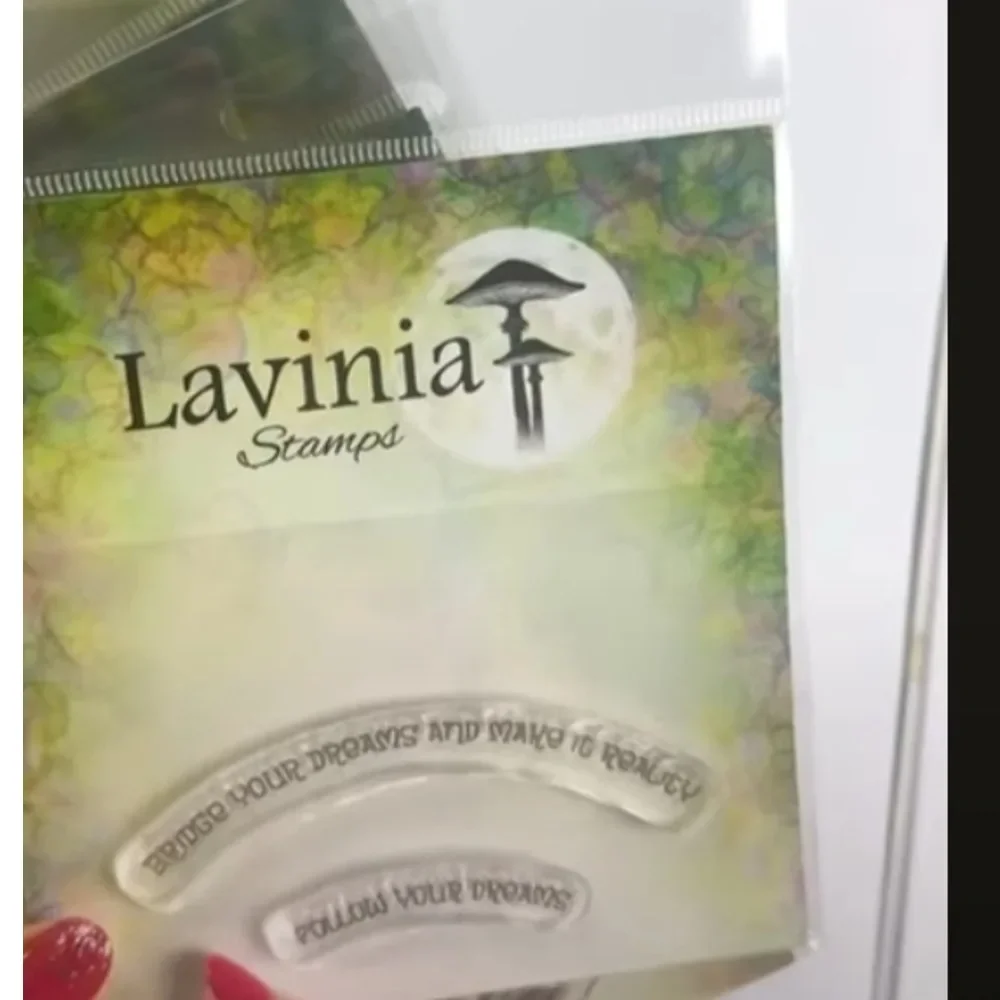 Lavinia
Stamps
BRIDGE YOUR DREAMS AND MAKE IT REALITY
FOLLOW YOUR DREAMS